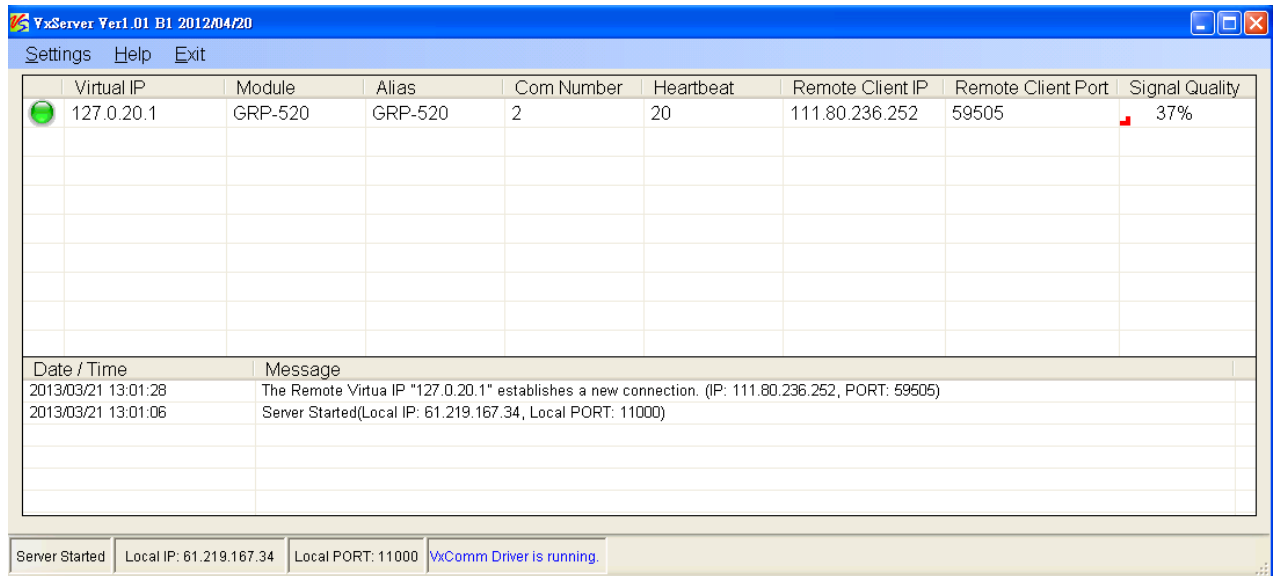 VxServer Ver1.01 B1 2012/04/20
Settings Help Exit
Virtual IP Module Alias Com Number Heartbeat Remote Client IP Remote Client Port Signal Quality
127.0.20.1 GRP-520 GRP-520 2 20 111.80.236.252 59505 37%
Date / Time Message
2013/03/21 13:01:28 The Remote Virtua IP "127.0.20.1" establishes a new connection. (IP: 111.80.236.252, PORT: 59505)
2013/03/21 13:01:06 Server Started(Local IP: 61.219.167.34, Local PORT: 11000)
Server Started Local IP: 61.219.167.34 Local PORT: 11000 VxComm Driver is running.